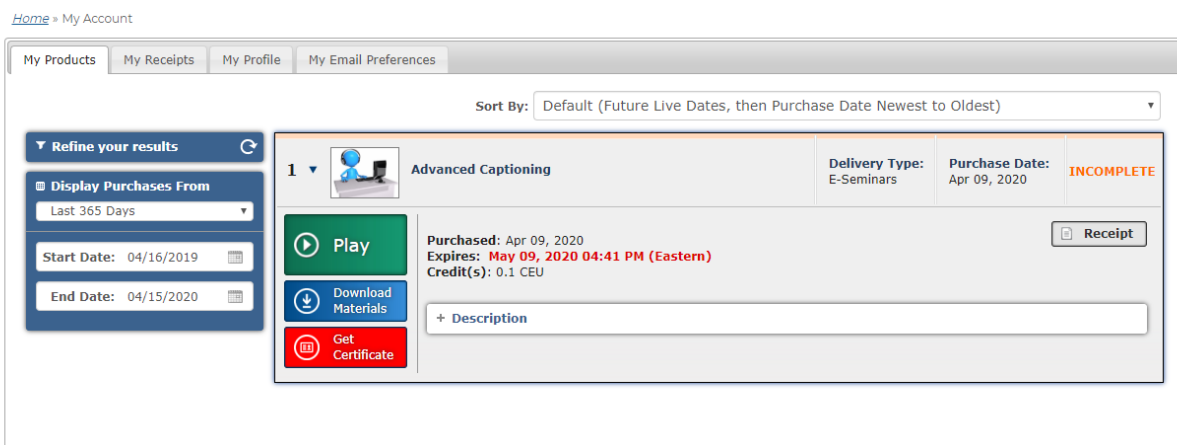 Home » My Account
My Products My Receipts My Profile My Email Preferences
Sort By: Default (Future Live Dates, then Purchase Date Newest to Oldest)
Refine your results
Display Purchases From
Last 365 Days
Start Date: 04/16/2019
End Date: 04/15/2020
1 Advanced Captioning
Delivery Type:
E-Seminars
Purchase Date:
Apr 09, 2020
INCOMPLETE
Play
Download
Materials
Get
Certificate
Purchased: Apr 09, 2020
Expires: May 09, 2020 04:41 PM (Eastern)
Credit(s): 0.1 CEU
Receipt
+ Description